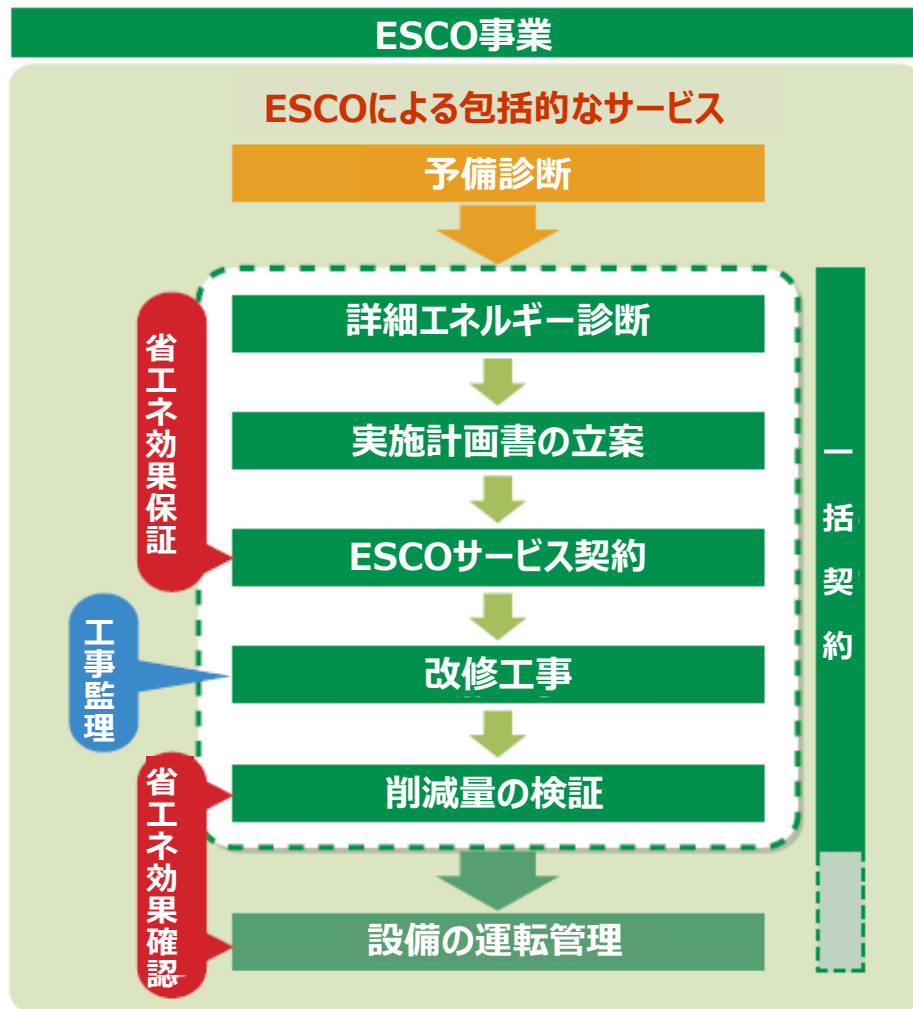 ESCO事業
ESCOによる包括的なサービス
予備診断
詳細エネルギー診断
実施計画書の立案
ESCOサービス契約
改修工事
削減量の検証
設備の運転管理
省エネ効果保証
工事監理
省エネ効果確認
一括契約